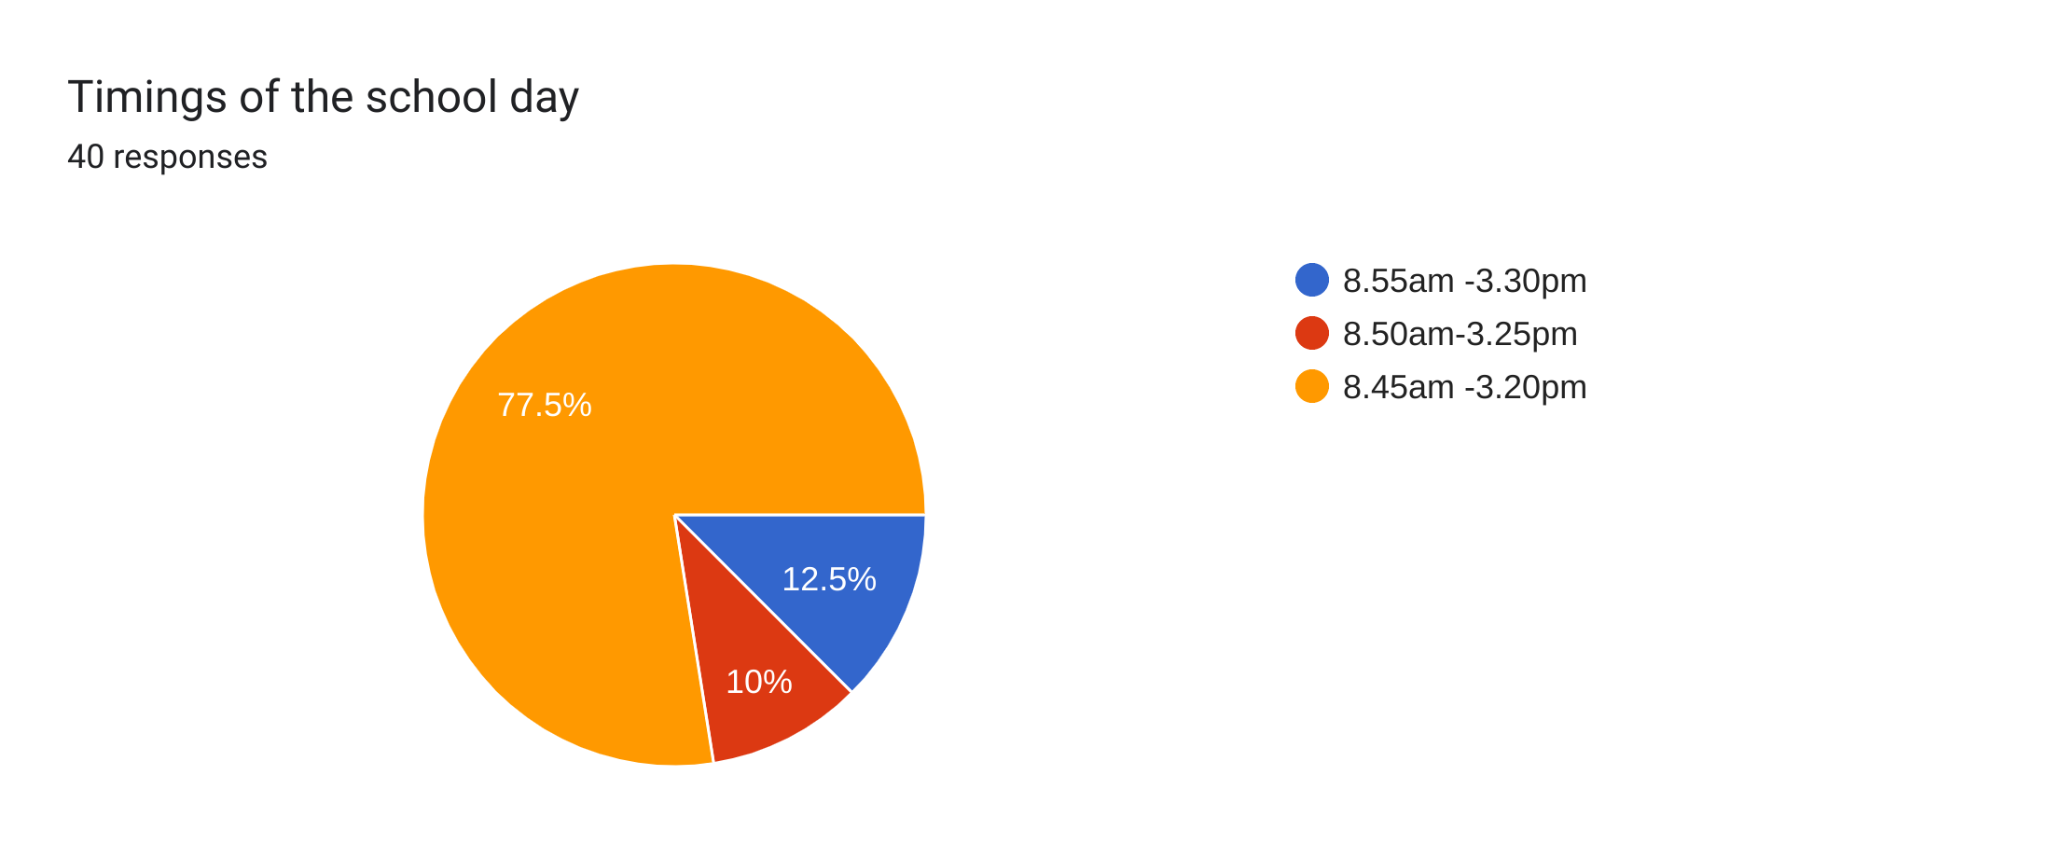 Timings of the school day
40 responses
8.55am -3.30pm
8.50am-3.25pm
8.45am -3.20pm
77.5%
12.5%
10%